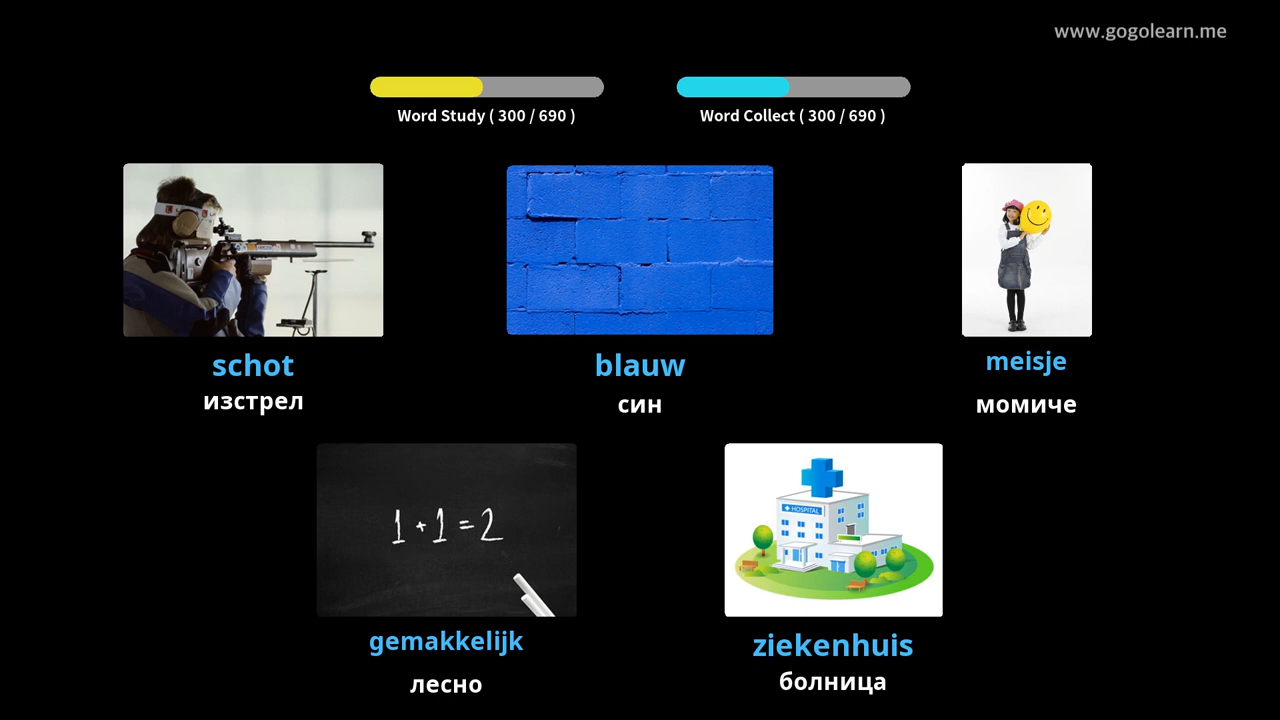 www.gogolearn.me
Word Study ( 300 / 690 )
Word Collect ( 300 / 690 )
schot
изстрел
blauw
син
meisje
момиче
1 + 1 = 2
gemakkelijk
лесно
HOSPITAL
ziekenhuis
болница